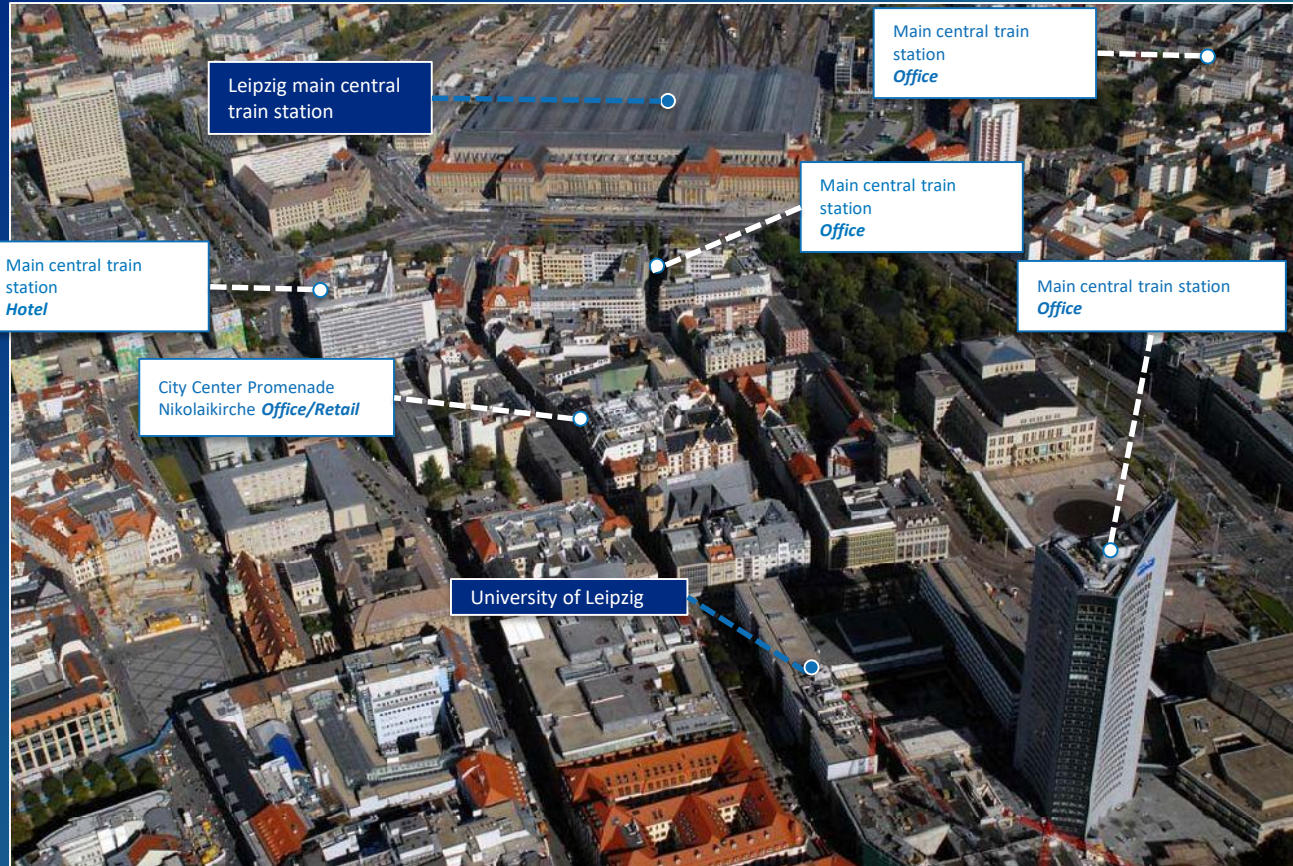 Main central train
station
Office
Leipzig main central
train station
Main central train
station
Office
Main central train
station
Hotel
Main central train station
Office
City Center Promenade
Nikolaikirche Office/Retail
University of Leipzig